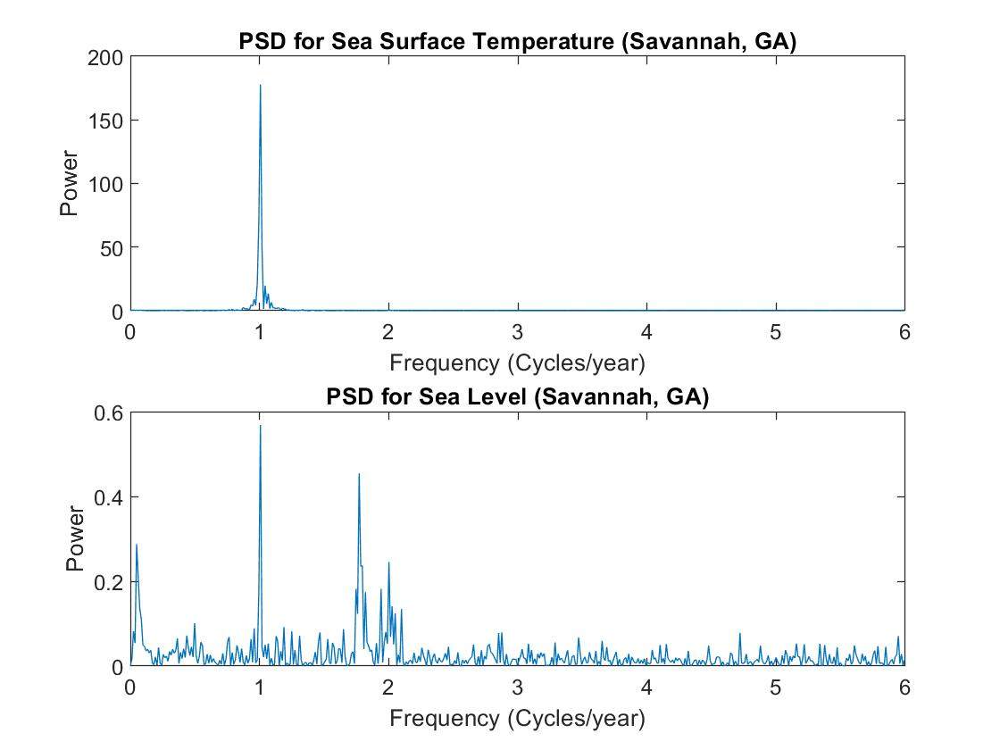 PSD for Sea Surface Temperature (Savannah, GA)
200
150
100
50
0
Power
0 1 2 3 4 5 6
Frequency (Cycles/year)
PSD for Sea Level (Savannah, GA)
0.6
0.4
0.2
0
Power
0 1 2 3 4 5 6
Frequency (Cycles/year)